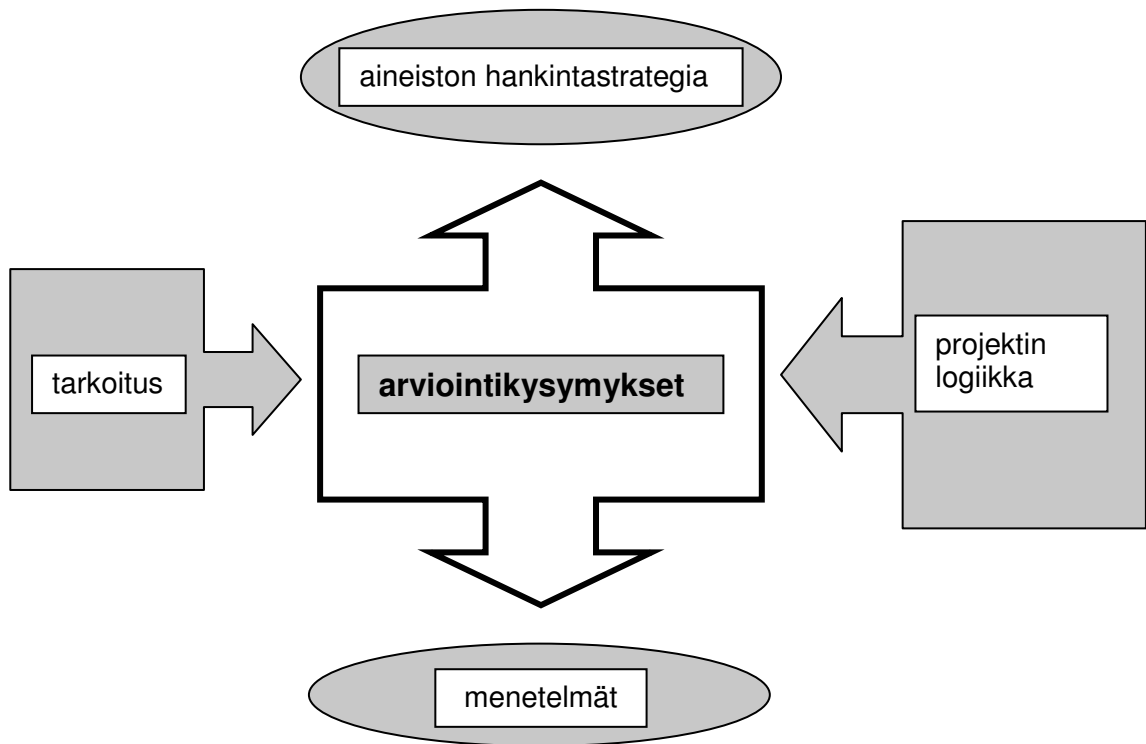 aineiston hankintastrategia
tarkoitus
arviointikysymykset
projektin
logiikka
menetelmät